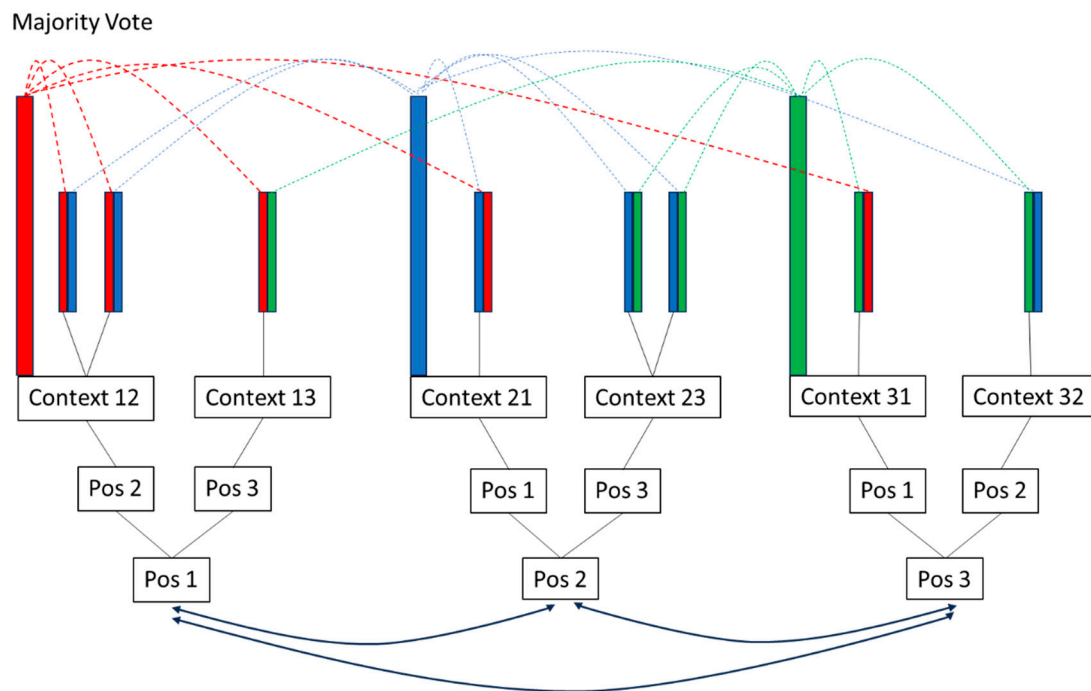 Majority Vote
Context 12
Context 13
Context 21
Context 23
Context 31
Context 32
Pos 2
Pos 3
Pos 1
Pos 3
Pos 1
Pos 2
Pos 1
Pos 2
Pos 3